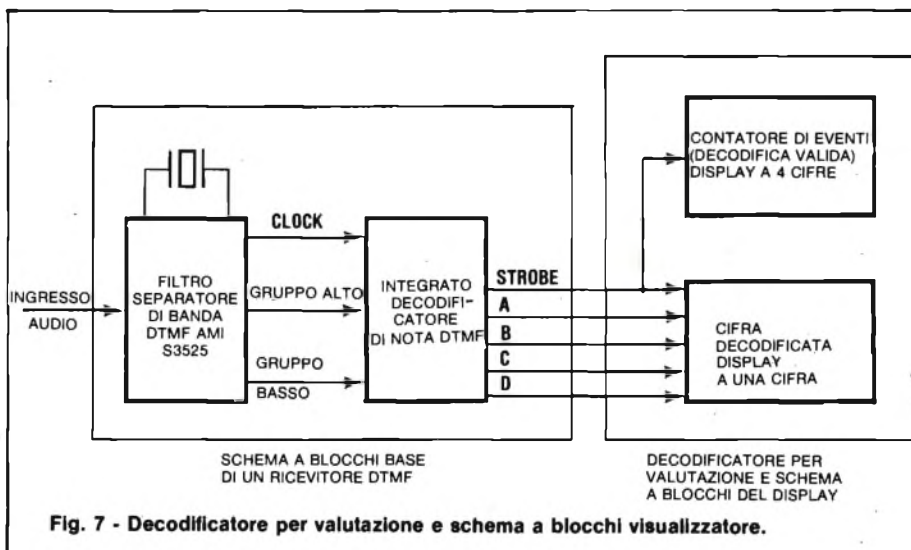 INGRESSO
AUDIO
FILTRO
SEPARATORE
DI BANDA
DTMF AMI
S3525
CLOCK
GRUPPO ALTO
GRUPPO
BASSO
INTEGRATO
DECODIFI-
CATORE
DI NOTA DTMF
STROBE
A
B
C
D
CONTATORE DI EVENTI
(DECODIFICA VALIDA)
DISPLAY A 4 CIFRE
CIFRA
DECODIFICATA
DISPLAY
A UNA CIFRA
SCHEMA A BLOCCHI BASE
DI UN RICEVITORE DTMF
DECODIFICATORE PER
VALUTAZIONE E SCHEMA
A BLOCCHI DEL DISPLAY
Fig. 7 - Decodificatore per valutazione e schema a blocchi visualizzatore.